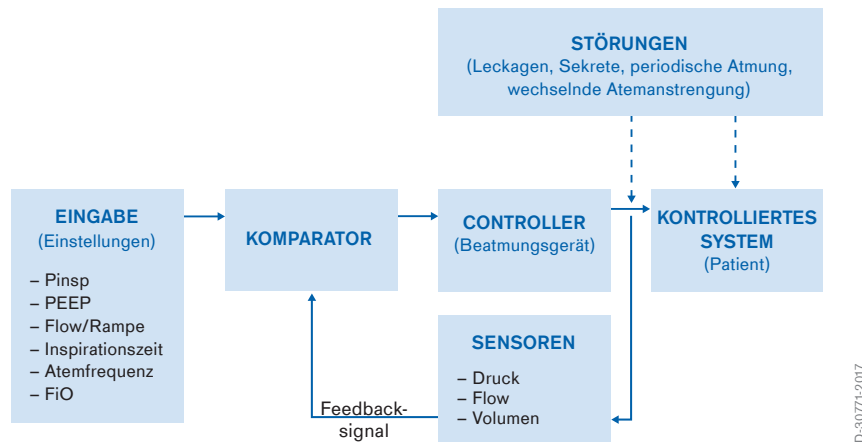 STÖRUNGEN
(Leckagen, Sekrete, periodische Atmung,
wechselnde Atemanstrengung)
EINGABE
(Einstellungen)
– Pinsp
– PEEP
– Flow/Rampe
– Inspirationszeit
– Atemfrequenz
– FiO
KOMPARATOR
CONTROLLER
(Beatmungsgerät)
KONTROLLIERTES
SYSTEM
(Patient)
SENSOREN
– Druck
– Flow
– Volumen
Feedback-
signal
D-30771-2017